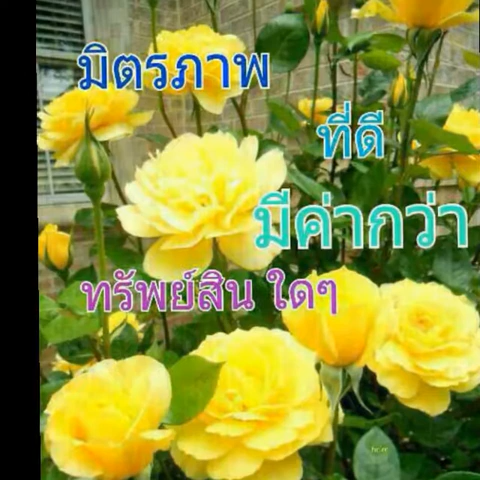 มิตรภาพ
ที่ดี
มีค่ากว่า
ทรัพย์สิน ใดๆ